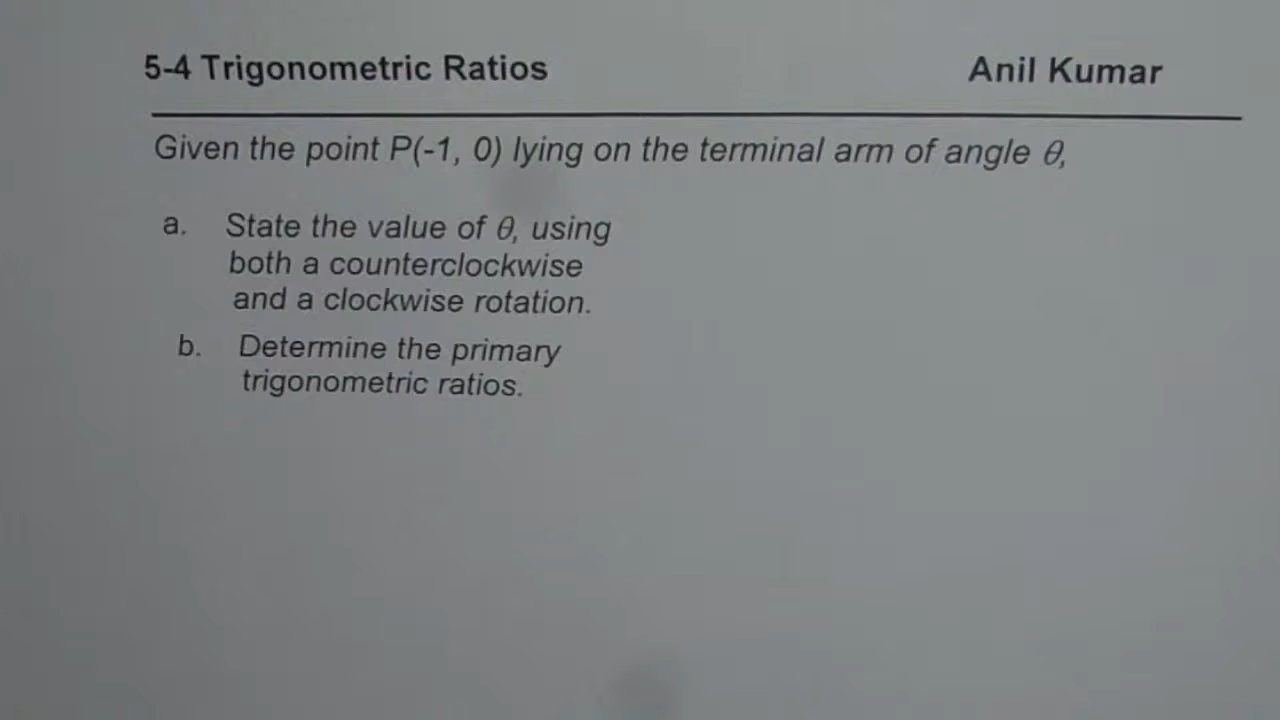 5-4 Trigonometric Ratios Anil Kumar
Given the point P(-1, 0) lying on the terminal arm of angle θ,
a. State the value of θ, using
both a counterclockwise
and a clockwise rotation.
b. Determine the primary
trigonometric ratios.